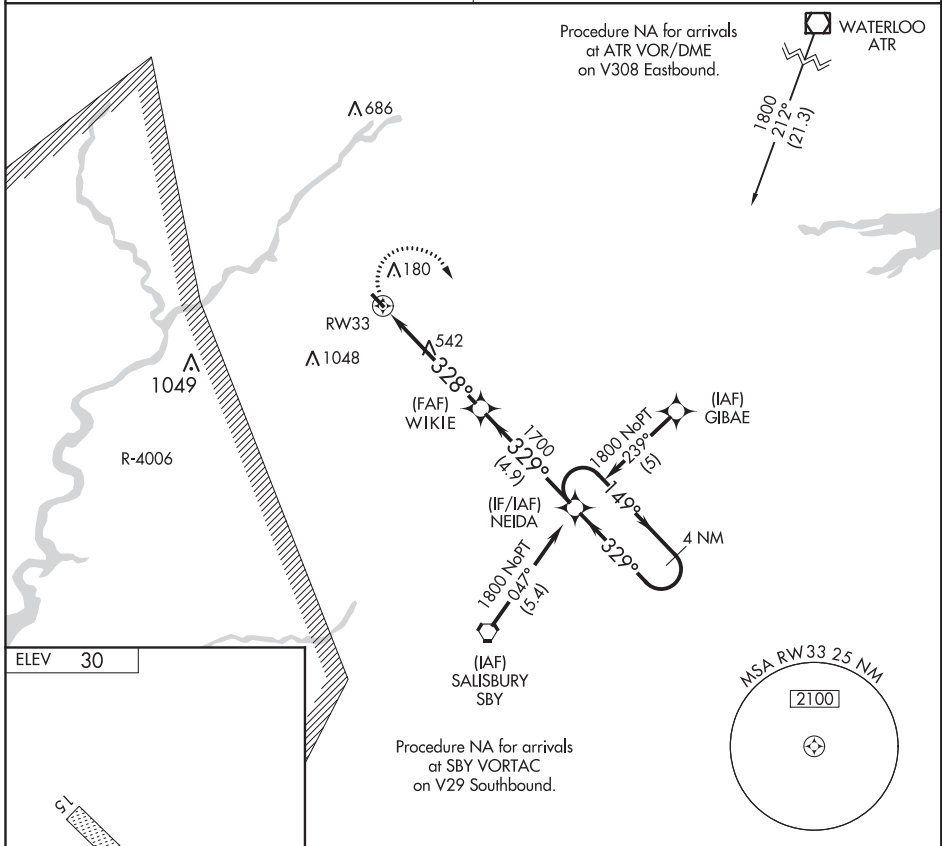 Procedure NA for arrivals
at ATR VOR/DME
on V308 Eastbound.
WATERLOO
ATR
1800
212°
(21.3)
686
180
RW33
542
1048
1049
328°
(FAF)
WIKIE
(IAF)
GIBAE
R-4006
1700
329°
(4.9)
1800 NoPT
239°
(5)
(IF/IAF)
NEIDA
149°
4 NM
329°
1800 NoPT
047°
(5.4)
(IAF)
SALISBURY
SBY
ELEV 30
MSA RW33 25 NM
2100
Procedure NA for arrivals
at SBY VORTAC
on V29 Southbound.
15